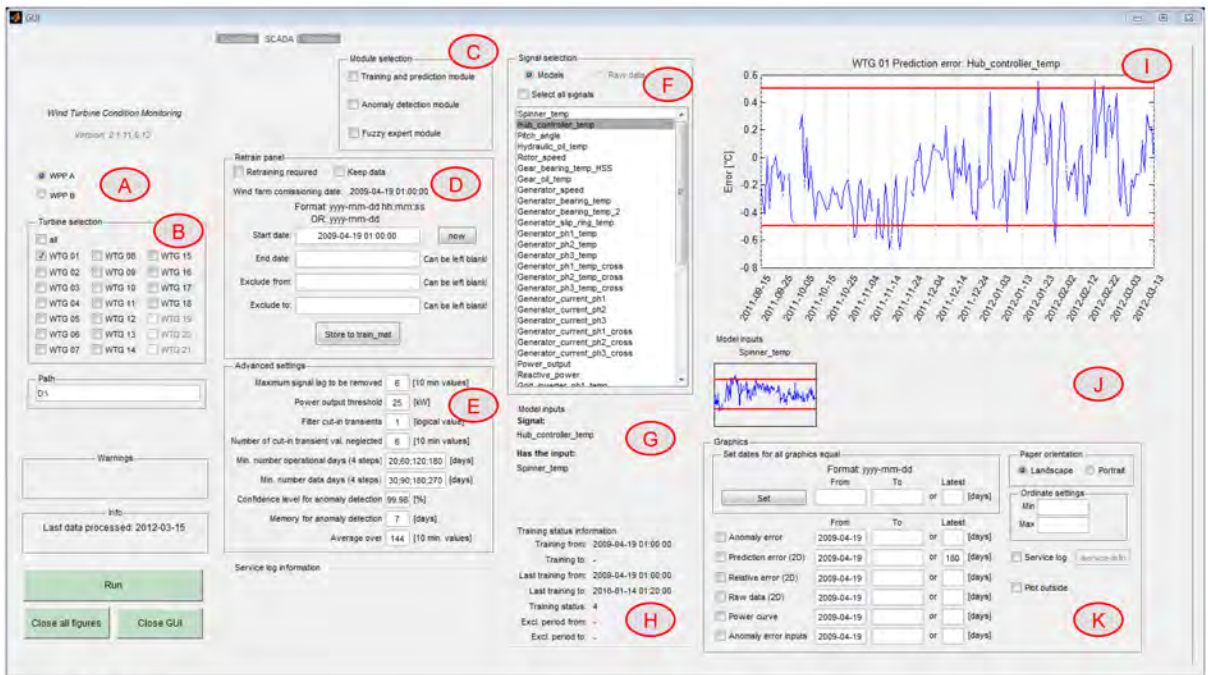 GUI
SCADA
Wind Turbine Condition Monitoring
WPP A
WPP B
A
Turbine selection
B
all
WTG 01 WTG 08 WTG 15
WTG 02 WTG 09 WTG 16
WTG 03 WTG 10 WTG 17
WTG 04 WTG 11 WTG 18
WTG 05 WTG 12 WTG 19
WTG 06 WTG 13 WTG 20
WTG 07 WTG 14 WTG 21
Path
D:\
Warnings
Info
Last data processed: 2012-03-15
Run
Close all figures Close GUI
Module selection
C
Training and prediction module
Anomaly detection module
Fuzzy expert module
Retrain panel
Retraining required Keep data
D
Wind farm comissioning date: 2009-04-19 01:00:00
Format yyyy-mm-dd hh:mm:ss
OR: yyyy-mm-dd
Start date: 2009-04-19 01:00:00 now
End date: Can be left blank!
Exclude from: Can be left blank!
Exclude to: Can be left blank!
Store to train_mat
Advanced settings
Maximum signal lag to be removed 6 [10 min values]
Power output threshold 25 [kW]
E
Filter cut-in transients 1 [logical value]
Number of cut-in transient val. neglected 6 [10 min values]
Min. number operational days (4 steps) 20;60;120;180 [days]
Min. number data days (4 steps) 30;90;180;270 [days]
Confidence level for anomaly detection 99.98 [%]
Memory for anomaly detection 7 [days]
Average over 144 [10 min. values]
Service log information
Signal selection
Models Raw data
F
Select all signals
Spinner_temp
Hub_controller_temp
Pitch_angle
Hydraulic_oil_temp
Rotor_speed
Gear_bearing_temp_HSS
Gear_oil_temp
Generator_speed
Generator_bearing_temp
Generator_bearing_temp_2
Generator_slip_ring_temp
Generator_ph1_temp
Generator_ph2_temp
Generator_ph3_temp
Generator_ph1_temp_cross
Generator_ph2_temp_cross
Generator_ph3_temp_cross
Generator_current_ph1
Generator_current_ph2
Generator_current_ph3
Generator_current_ph1_cross
Generator_current_ph2_cross
Generator_current_ph3_cross
Power_output
Reactive_power
Grid_inverter_ph1_temp
Model inputs
Signal:
G
Hub_controller_temp
Has the input:
Spinner_temp
Training status information
Training from: 2009-04-19 01:00:00
Training to: -
Last training from: 2009-04-19 01:00:00
Last training to: 2010-01-14 01:20:00
Training status: 4
H
Excl. period from: -
Excl. period to: -
WTG 01 Prediction error: Hub_controller_temp
I
Error [°C]
0.6
0.4
0.2
0
-0.2
-0.4
-0.6
-0.8
2011-09-15
2011-09-25
2011-10-05
2011-10-15
2011-10-25
2011-11-04
2011-11-14
2011-11-24
2011-12-04
2011-12-14
2011-12-24
2012-01-03
2012-01-13
2012-01-23
2012-02-02
2012-02-12
2012-02-22
2012-03-03
2012-03-13
Model inputs
Spinner_temp
J
Graphics
Set dates for all graphics equal
Format yyyy-mm-dd
From To Latest
Set or [days]
Paper orientation
Landscape Portrait
Ordinate settings
Min
Max
From To Latest
Anomaly error 2009-04-19 or [days]
Prediction error (2D) 2009-04-19 or 180 [days]
Service log
Relative error (2D) 2009-04-19 or [days]
Plot outside
Raw data (2D) 2009-04-19 or [days]
Power curve 2009-04-19 or [days]
K
Anomaly error inputs 2009-04-19 or [days]